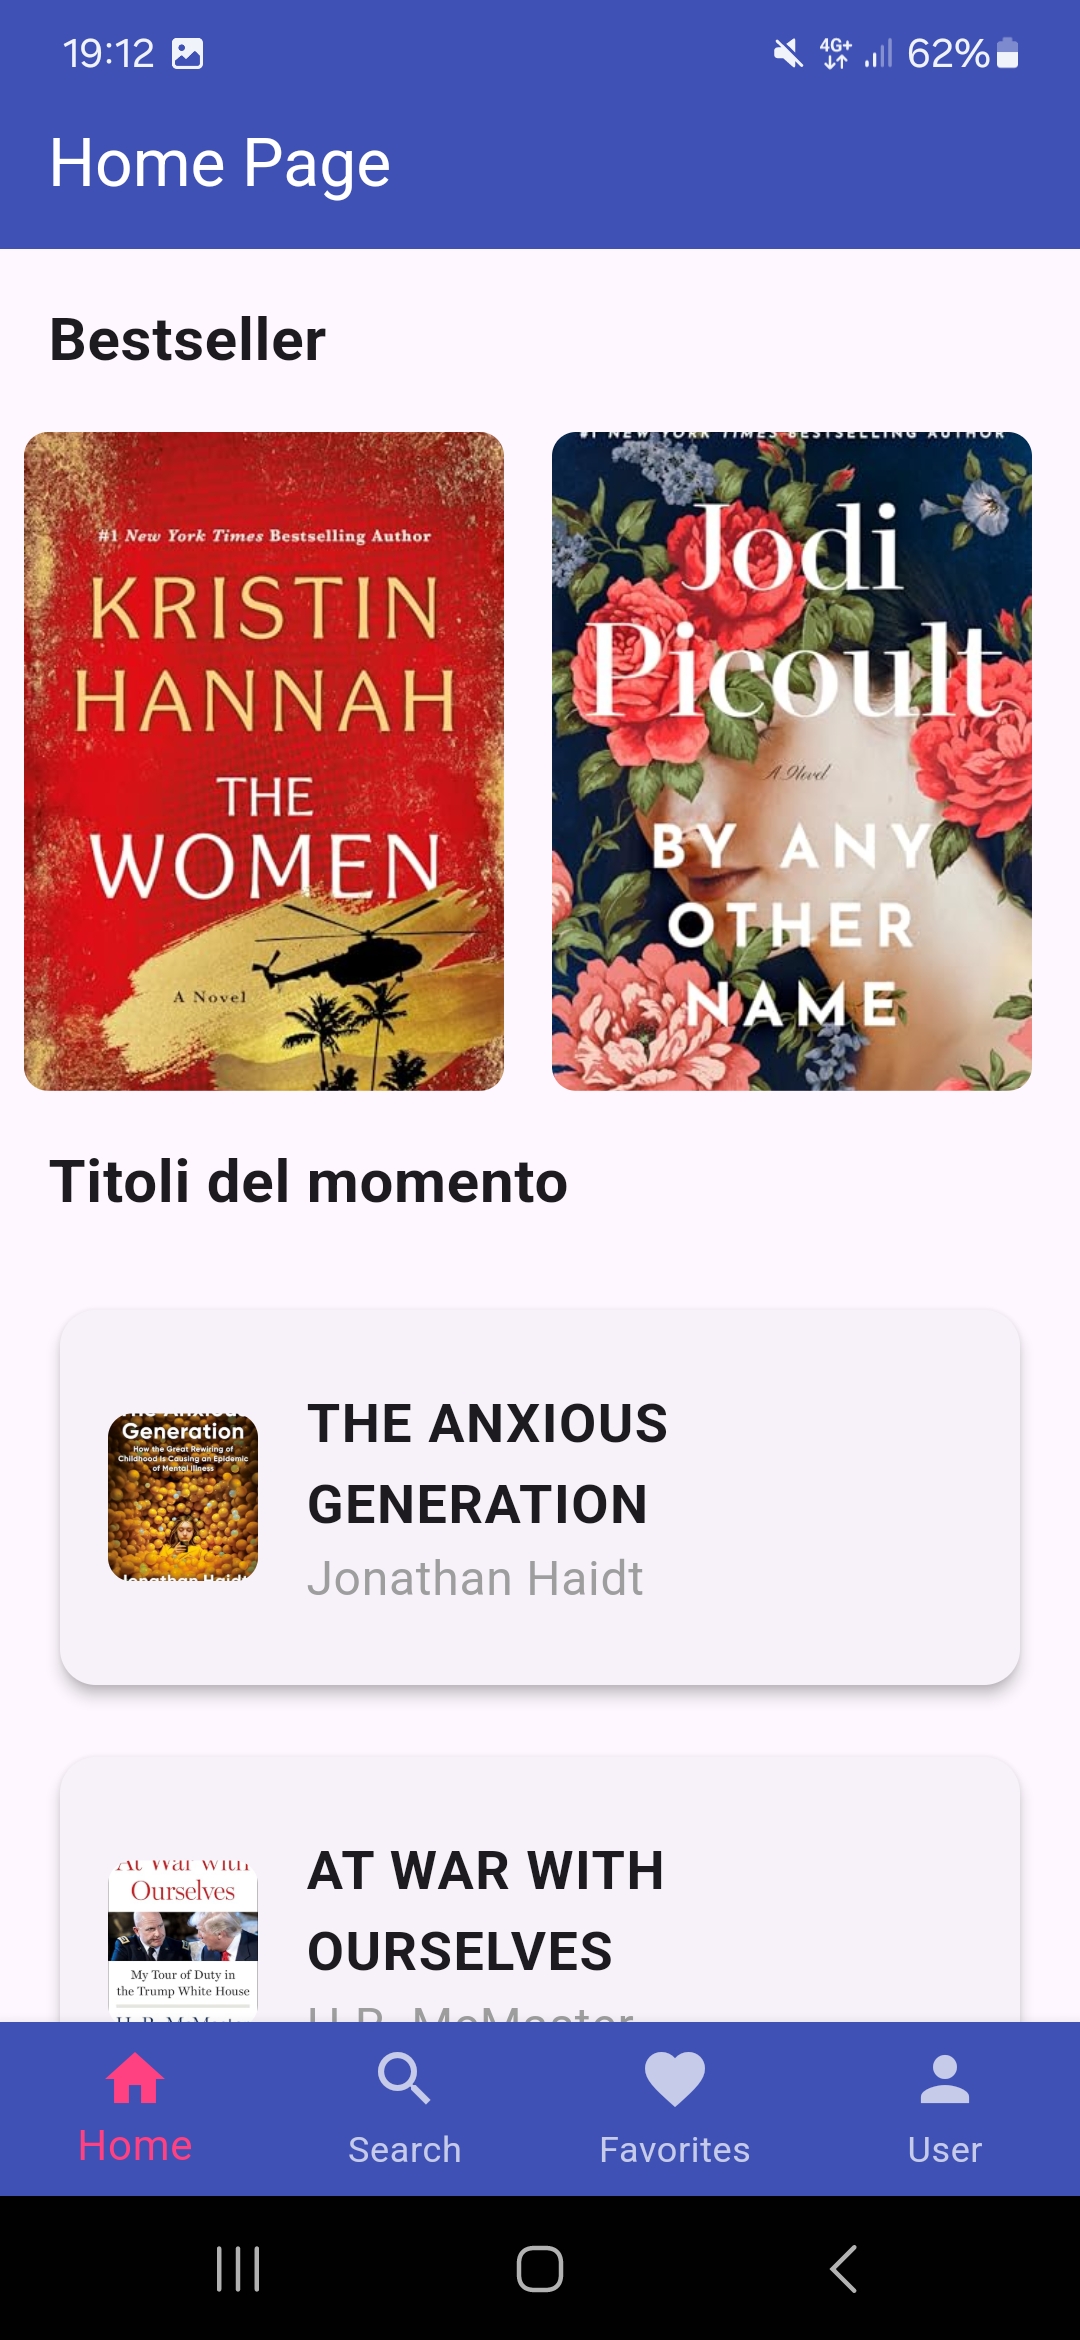 19:12
4G+
62%
Home Page
Bestseller
#1 New York Times Bestselling Author
KRISTIN
HANNAH
THE
WOMEN
A Novel
#1 NEW YORK TIMES BESTSELLING AUTHOR
Jodi
Picoult
A Novel
BY ANY
OTHER
NAME
Titoli del momento
The Anxious
Generation
How the Great Rewiring of
Childhood Is Causing an Epidemic
of Mental Illness
Jonathan Haidt
THE ANXIOUS
GENERATION
Jonathan Haidt
At War with
Ourselves
My Tour of Duty in
the Trump White House
H. R. McMaster
AT WAR WITH
OURSELVES
H.R. McMaster
Home
Search
Favorites
User